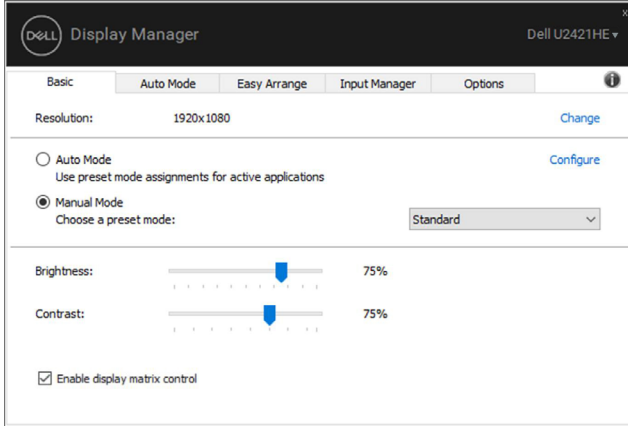 x
DELL Display Manager
Dell U2421HE
Basic Auto Mode Easy Arrange Input Manager Options
Resolution: 1920x1080 Change
Auto Mode Configure
Use preset mode assignments for active applications
Manual Mode
Choose a preset mode: Standard
Brightness: 75%
Contrast: 75%
Enable display matrix control